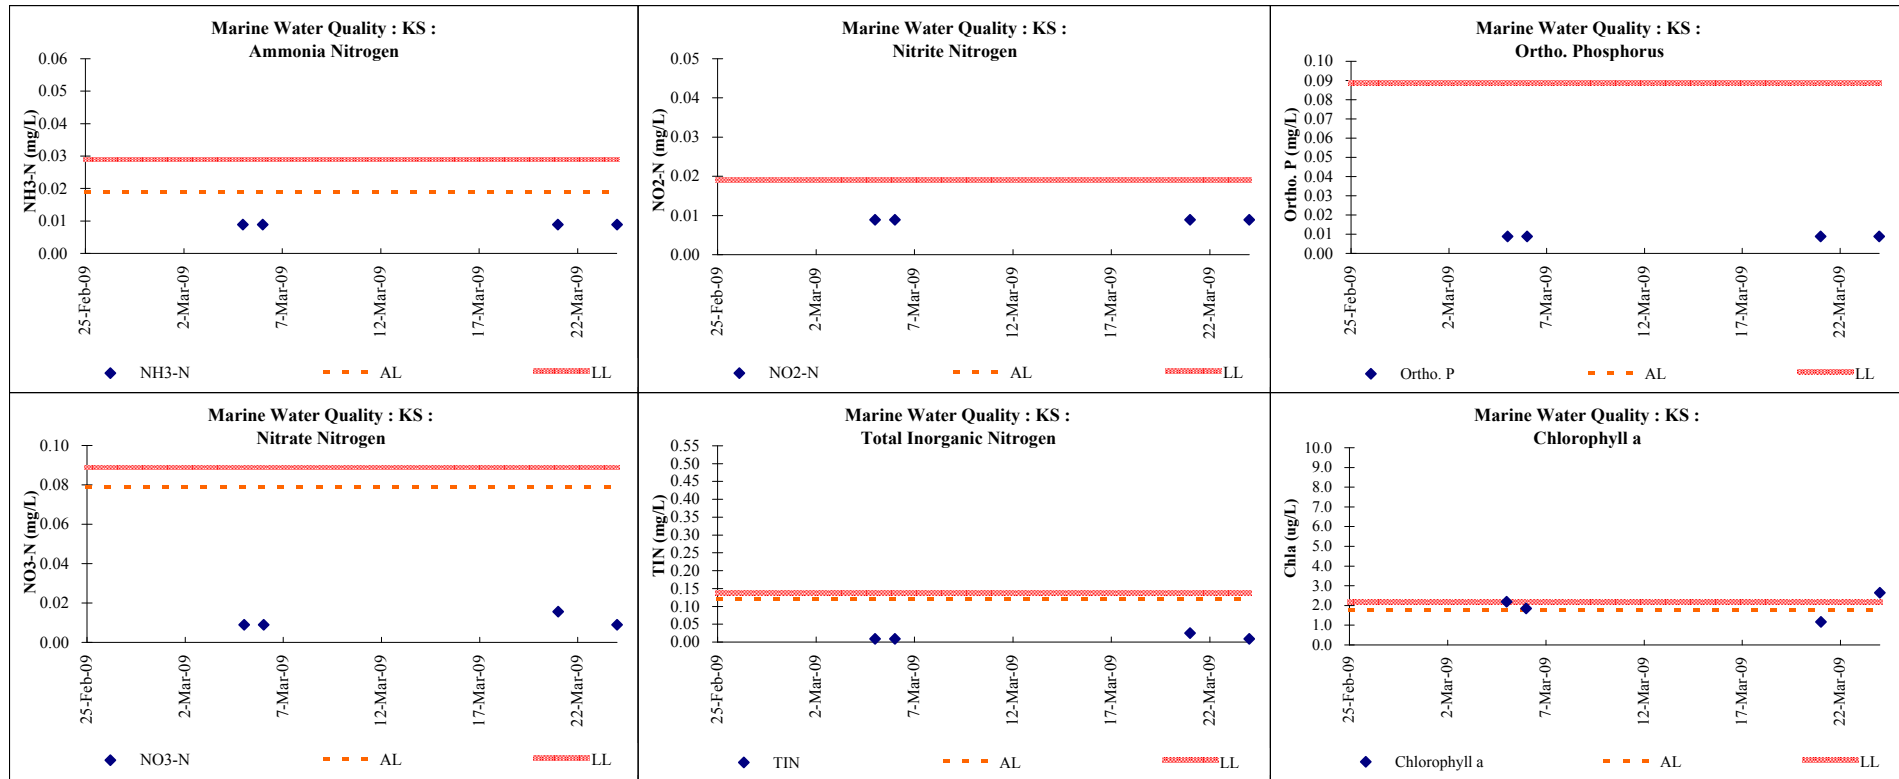 Marine Water Quality : KS :
Ammonia Nitrogen
NH3-N (mg/L)
0.06
0.05
0.04
0.03
0.02
0.01
0.00
25-Feb-09
2-Mar-09
7-Mar-09
12-Mar-09
17-Mar-09
22-Mar-09
NH3-N AL LL
Marine Water Quality : KS :
Nitrite Nitrogen
NO2-N (mg/L)
0.05
0.04
0.03
0.02
0.01
0.00
25-Feb-09
2-Mar-09
7-Mar-09
12-Mar-09
17-Mar-09
22-Mar-09
NO2-N AL LL
Marine Water Quality : KS :
Ortho. Phosphorus
Ortho. P (mg/L)
0.10
0.09
0.08
0.07
0.06
0.05
0.04
0.03
0.02
0.01
0.00
25-Feb-09
2-Mar-09
7-Mar-09
12-Mar-09
17-Mar-09
22-Mar-09
Ortho. P AL LL
Marine Water Quality : KS :
Nitrate Nitrogen
NO3-N (mg/L)
0.10
0.08
0.06
0.04
0.02
0.00
25-Feb-09
2-Mar-09
7-Mar-09
12-Mar-09
17-Mar-09
22-Mar-09
NO3-N AL LL
Marine Water Quality : KS :
Total Inorganic Nitrogen
TIN (mg/L)
0.55
0.50
0.45
0.40
0.35
0.30
0.25
0.20
0.15
0.10
0.05
0.00
25-Feb-09
2-Mar-09
7-Mar-09
12-Mar-09
17-Mar-09
22-Mar-09
TIN AL LL
Marine Water Quality : KS :
Chlorophyll a
Chla (ug/L)
10.0
9.0
8.0
7.0
6.0
5.0
4.0
3.0
2.0
1.0
0.0
25-Feb-09
2-Mar-09
7-Mar-09
12-Mar-09
17-Mar-09
22-Mar-09
Chlorophyll a AL LL